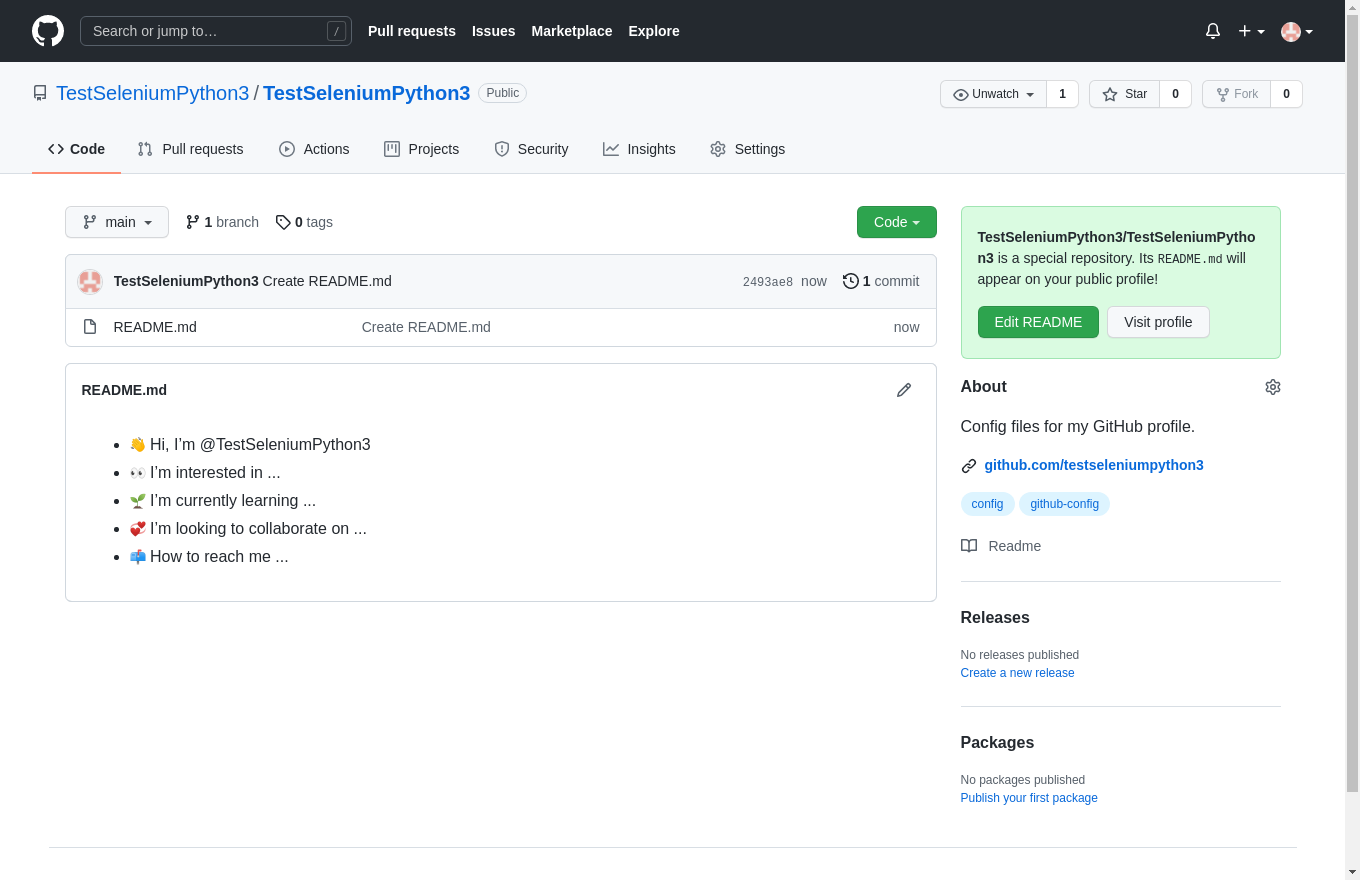 Search or jump to… /
Pull requests Issues Marketplace Explore
TestSeleniumPython3 / TestSeleniumPython3 Public
Unwatch 1 Star 0 Fork 0
Code Pull requests Actions Projects Security Insights Settings
main 1 branch 0 tags Code
TestSeleniumPython3 Create README.md 2493ae8 now 1 commit
README.md Create README.md now
README.md
👋 Hi, I’m @TestSeleniumPython3
👀 I’m interested in ...
🌱 I’m currently learning ...
💞️ I’m looking to collaborate on ...
📫 How to reach me ...
TestSeleniumPython3/TestSeleniumPytho
n3 is a special repository. Its README.md will
appear on your public profile!
Edit README Visit profile
About
Config files for my GitHub profile.
github.com/testseleniumpython3
config github-config
Readme
Releases
No releases published
Create a new release
Packages
No packages published
Publish your first package